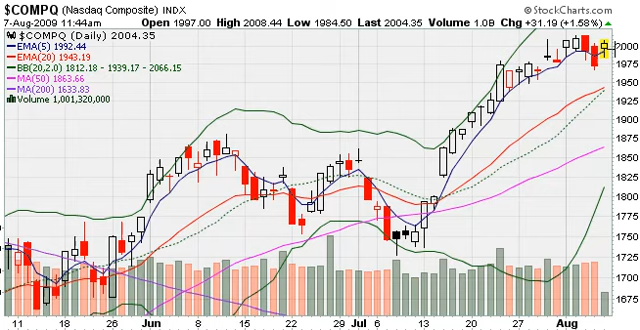 $COMPQ (Nasdaq Composite) INDX
© StockCharts.com
7-Aug-2009 11:44am
Open 1997.00 High 2008.44 Low 1984.50 Last 2004.35 Volume 1.0B Chg +31.19 (+1.58%)
$COMPQ (Daily) 2004.35
EMA(5) 1992.44
EMA(20) 1943.19
BB(20,2.0) 1812.18 - 1939.17 - 2066.15
MA(50) 1863.66
MA(200) 1633.83
Volume 1,001,320,000
2000
1975
1950
1925
1900
1875
1850
1825
1800
1775
1750
1725
1700
1675
11 18 26 Jun 8 15 22 29 Jul 6 13 20 27 Aug